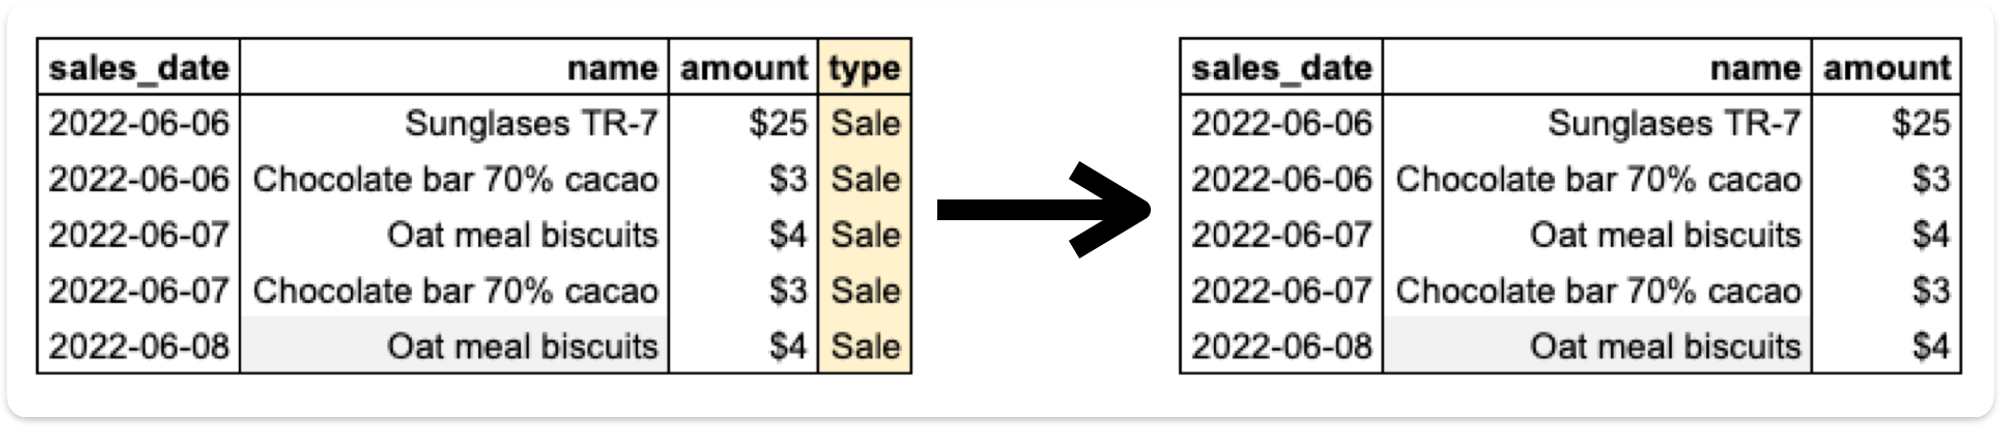 sales_date name amount type
2022-06-06 Sunglases TR-7 $25 Sale
2022-06-06 Chocolate bar 70% cacao $3 Sale
2022-06-07 Oat meal biscuits $4 Sale
2022-06-07 Chocolate bar 70% cacao $3 Sale
2022-06-08 Oat meal biscuits $4 Sale
sales_date name amount
2022-06-06 Sunglases TR-7 $25
2022-06-06 Chocolate bar 70% cacao $3
2022-06-07 Oat meal biscuits $4
2022-06-07 Chocolate bar 70% cacao $3
2022-06-08 Oat meal biscuits $4